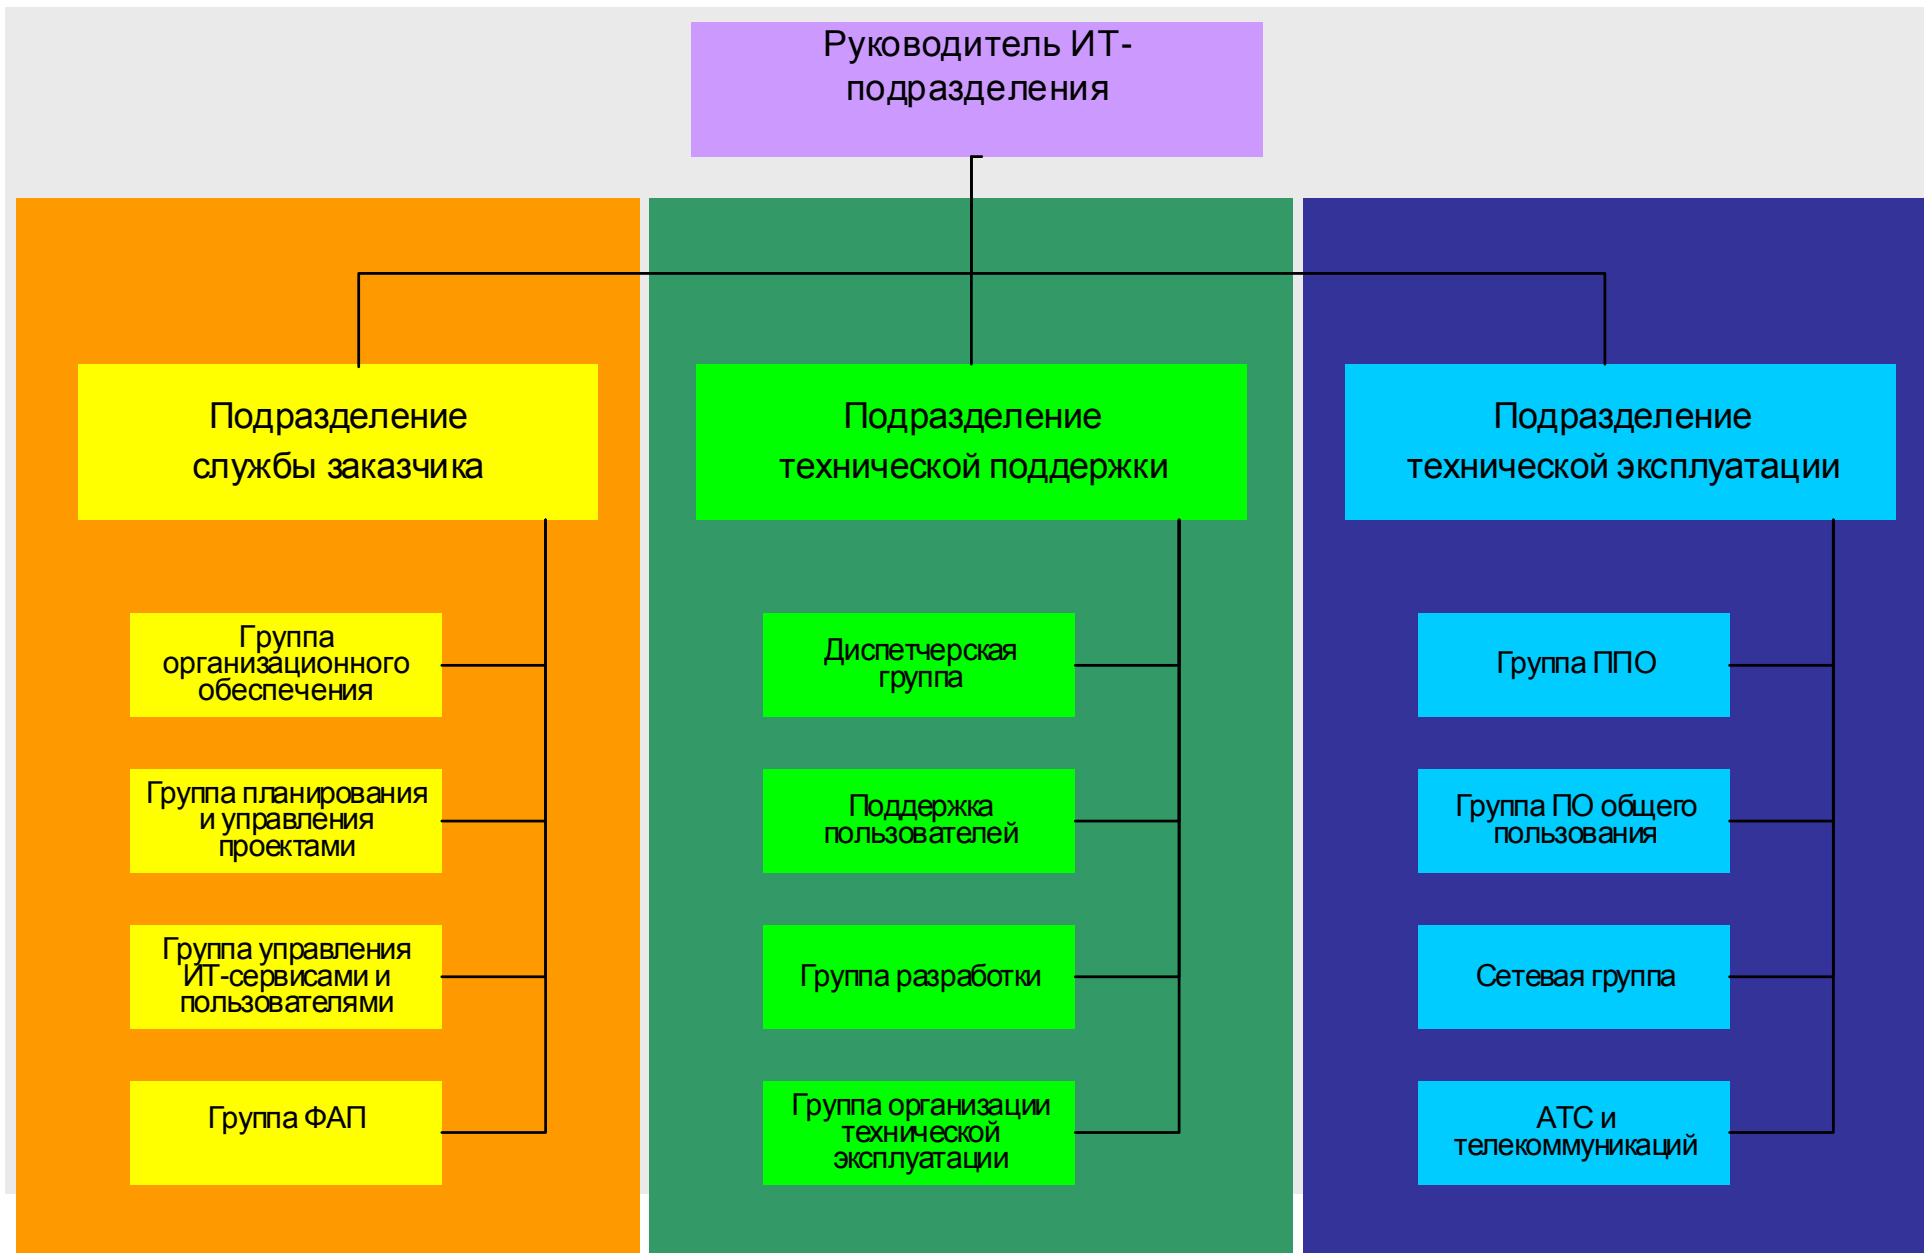 Руководитель ИТ-
подразделения
Подразделение
службы заказчика
Группа
организационного
обеспечения
Группа планирования
и управления
проектами
Группа управления
ИТ-сервисами и
пользователями
Группа ФАП
Подразделение
технической поддержки
Диспетчерская
группа
Поддержка
пользователей
Группа разработки
Группа организации
технической
эксплуатации
Подразделение
технической эксплуатации
Группа ППО
Группа ПО общего
пользования
Сетевая группа
АТС и
телекоммуникаций